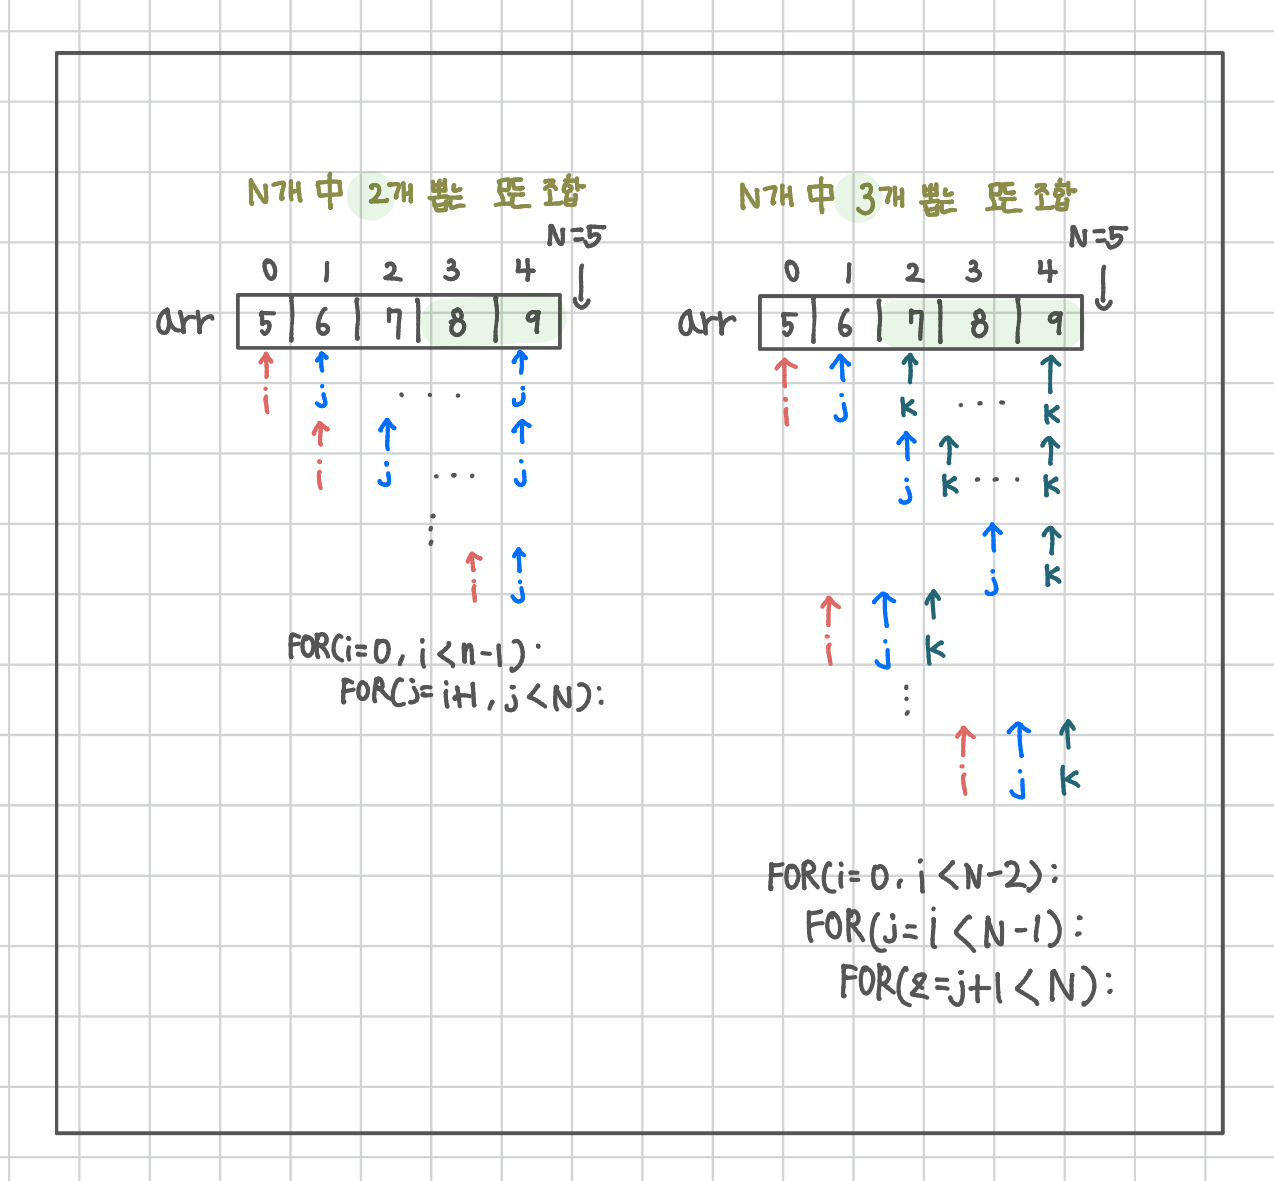 N개 中 2개 뽑는 모든 조합
N=5
0 1 2 3 4
arr 5 6 7 8 9
i j . . . j
i j . . . j
⋮
i j
FOR(i=0, i<n-1):
FOR(j=i+1, j<N):
N개 中 3개 뽑는 모든 조합
N=5
0 1 2 3 4
arr 5 6 7 8 9
i j k . . . k
j k . . . k
j k
i j k
⋮
i j k
FOR(i=0, i<N-2):
FOR(j=i<N-1):
FOR(z=j+1<N):